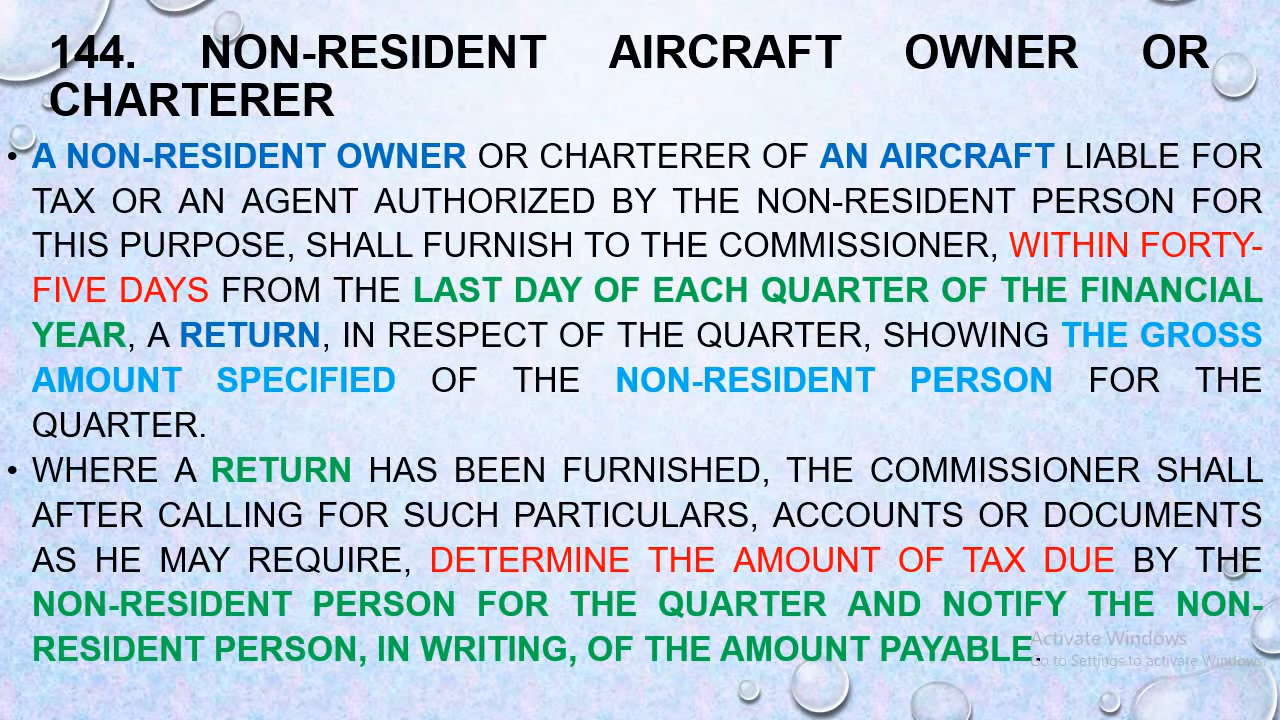 144. NON-RESIDENT AIRCRAFT OWNER OR
CHARTERER
• A NON-RESIDENT OWNER OR CHARTERER OF AN AIRCRAFT LIABLE FOR
TAX OR AN AGENT AUTHORIZED BY THE NON-RESIDENT PERSON FOR
THIS PURPOSE, SHALL FURNISH TO THE COMMISSIONER, WITHIN FORTY-
FIVE DAYS FROM THE LAST DAY OF EACH QUARTER OF THE FINANCIAL
YEAR, A RETURN, IN RESPECT OF THE QUARTER, SHOWING THE GROSS
AMOUNT SPECIFIED OF THE NON-RESIDENT PERSON FOR THE
QUARTER.
• WHERE A RETURN HAS BEEN FURNISHED, THE COMMISSIONER SHALL
AFTER CALLING FOR SUCH PARTICULARS, ACCOUNTS OR DOCUMENTS
AS HE MAY REQUIRE, DETERMINE THE AMOUNT OF TAX DUE BY THE
NON-RESIDENT PERSON FOR THE QUARTER AND NOTIFY THE NON-
RESIDENT PERSON, IN WRITING, OF THE AMOUNT PAYABLE.
Activate Windows
Go to Settings to activate Windows.